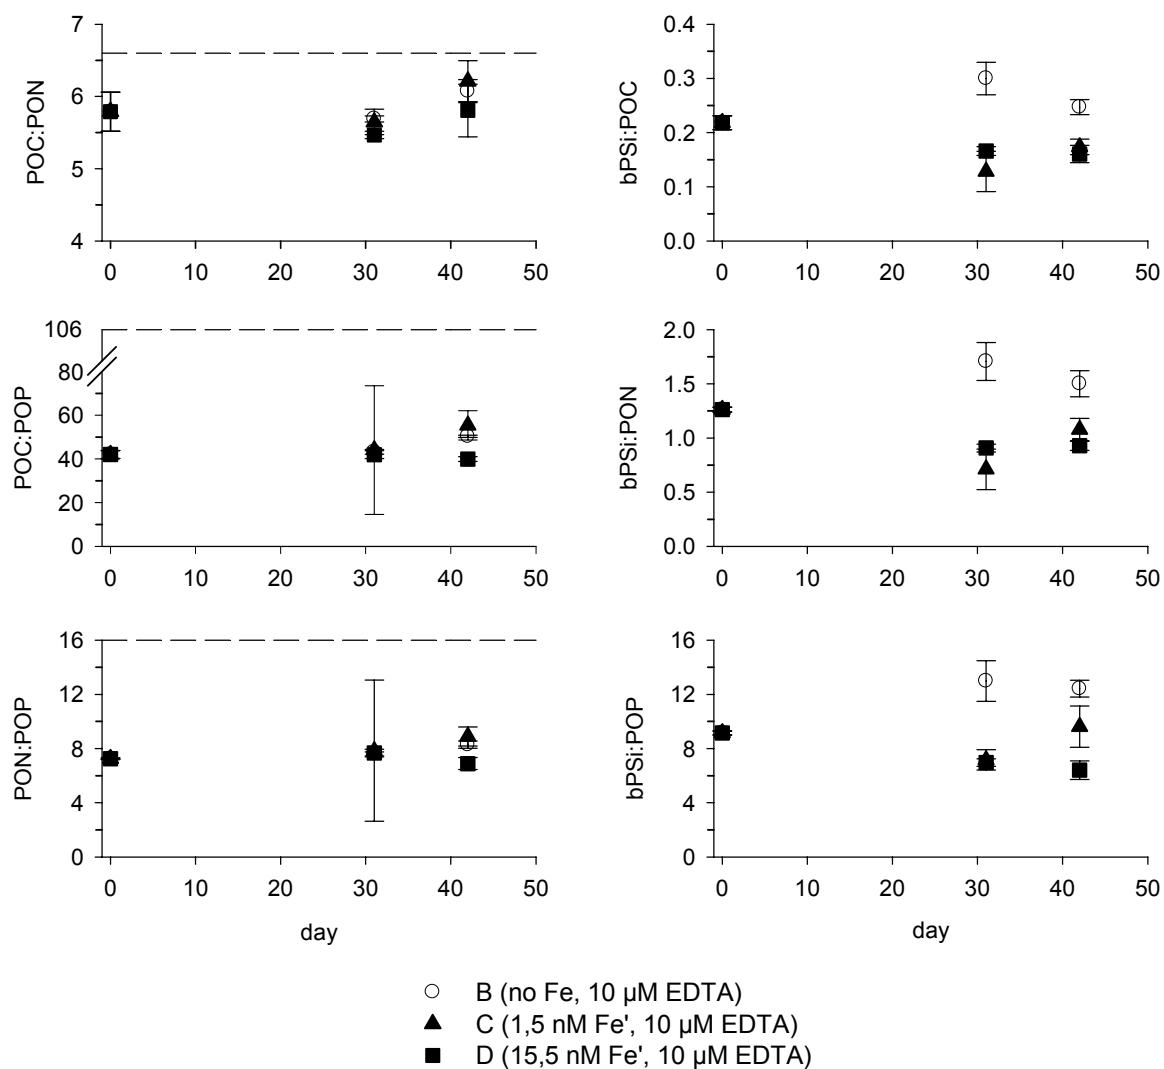 POC:PON
7
6
5
4
0 10 20 30 40 50
bPSi:POC
0.4
0.3
0.2
0.1
0.0
0 10 20 30 40 50
POC:POP
106
80
60
40
20
0
0 10 20 30 40 50
bPSi:PON
2.0
1.5
1.0
0.5
0.0
0 10 20 30 40 50
PON:POP
16
12
8
4
0
0 10 20 30 40 50
day
bPSi:POP
16
12
8
4
0
0 10 20 30 40 50
day
B (no Fe, 10 µM EDTA)
C (1,5 nM Fe', 10 µM EDTA)
D (15,5 nM Fe', 10 µM EDTA)